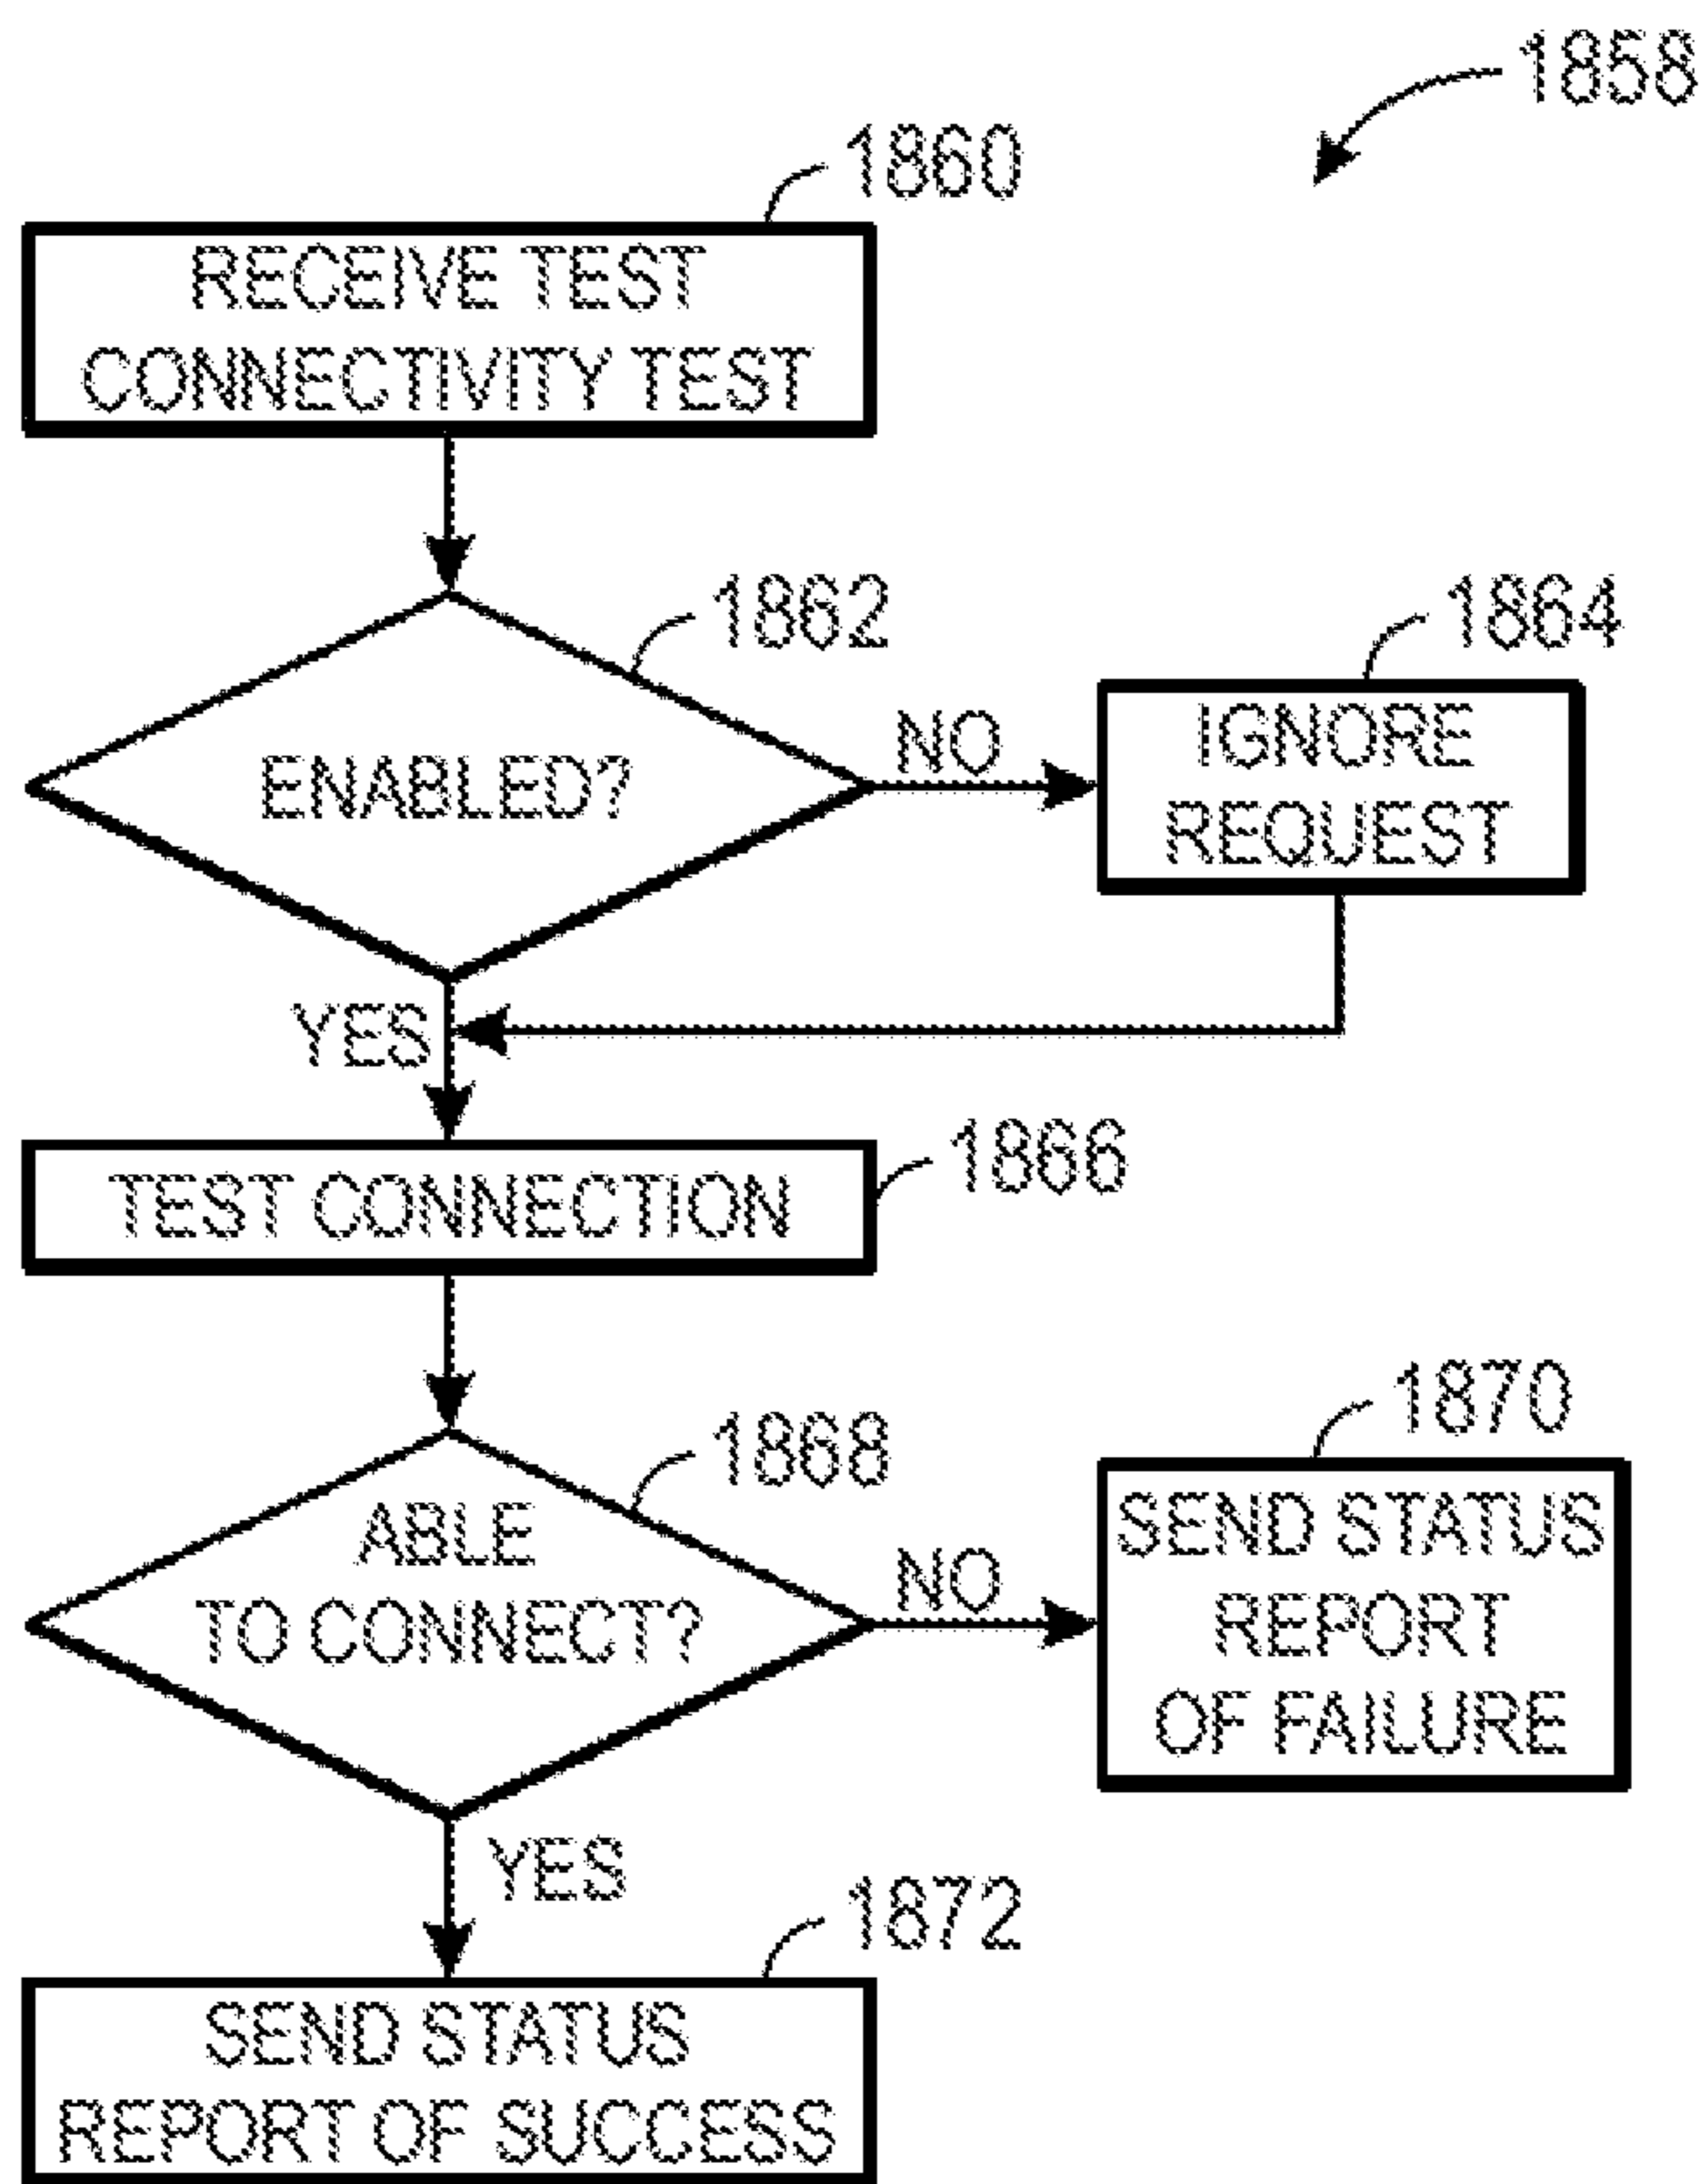 1858
1860
RECEIVE TEST
CONNECTIVITY TEST
1862
ENABLED?
NO
1864
IGNORE
REQUEST
YES
1866
TEST CONNECTION
1868
ABLE
TO CONNECT?
NO
1870
SEND STATUS
REPORT
OF FAILURE
YES
1872
SEND STATUS
REPORT OF SUCCESS